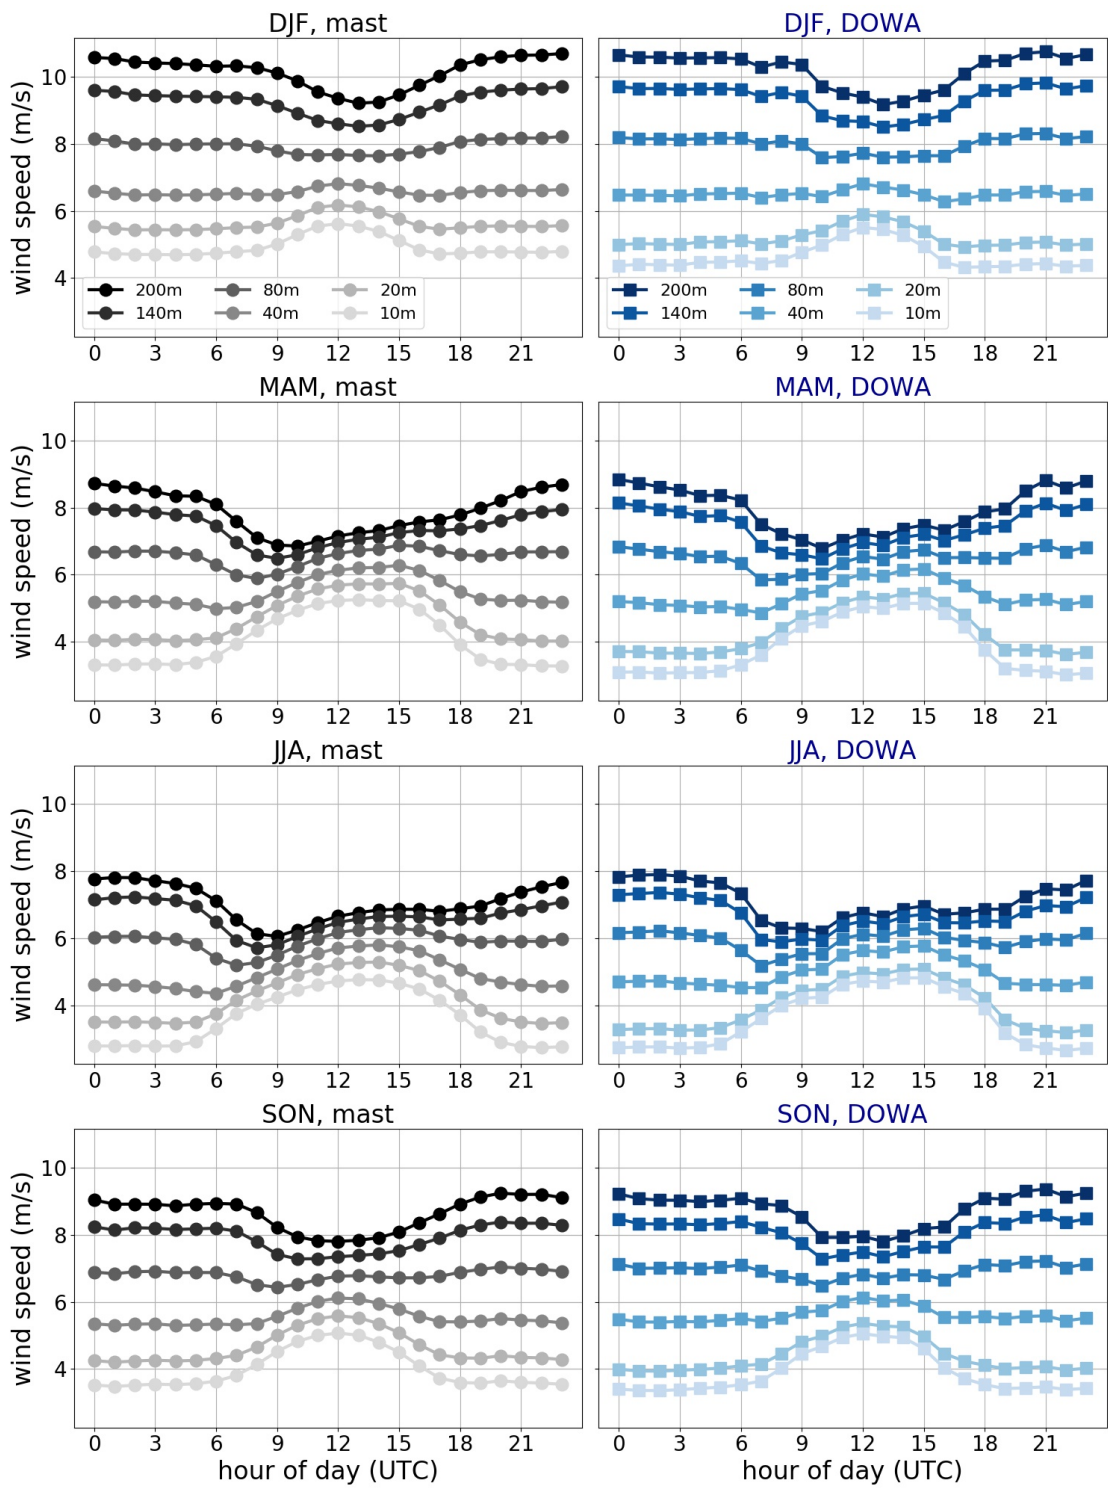 DJF, mast
DJF, DOWA
wind speed (m/s)
10
8
6
4
200m 80m 20m
140m 40m 10m
200m 80m 20m
140m 40m 10m
0 3 6 9 12 15 18 21
0 3 6 9 12 15 18 21
MAM, mast
MAM, DOWA
wind speed (m/s)
10
8
6
4
0 3 6 9 12 15 18 21
0 3 6 9 12 15 18 21
JJA, mast
JJA, DOWA
wind speed (m/s)
10
8
6
4
0 3 6 9 12 15 18 21
0 3 6 9 12 15 18 21
SON, mast
SON, DOWA
wind speed (m/s)
10
8
6
4
0 3 6 9 12 15 18 21
0 3 6 9 12 15 18 21
hour of day (UTC)
hour of day (UTC)